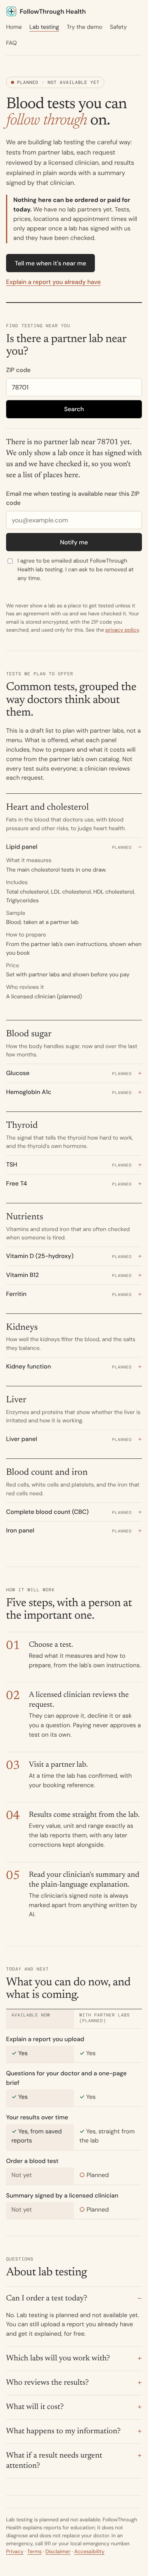 FollowThrough Health
Home Lab testing Try the demo Safety
FAQ
PLANNED · NOT AVAILABLE YET
Blood tests you can
follow through on.
We are building lab testing the careful way:
tests from partner labs, each request
reviewed by a licensed clinician, and results
explained in plain words with a summary
signed by that clinician.
Nothing here can be ordered or paid for
today. We have no lab partners yet. Tests,
prices, locations and appointment times will
only appear once a lab has signed with us
and they have been checked.
Tell me when it's near me
Explain a report you already have
FIND TESTING NEAR YOU
Is there a partner lab near
you?
ZIP code
78701
Search
There is no partner lab near 78701 yet.
We only show a lab once it has signed with
us and we have checked it, so you won't
see a list of places here.
Email me when testing is available near this ZIP
code
you@example.com
Notify me
I agree to be emailed about FollowThrough
Health lab testing. I can ask to be removed at
any time.
We never show a lab as a place to get tested unless it
has an agreement with us and we have checked it. Your
email is stored encrypted, with the ZIP code you
searched, and used only for this. See the privacy policy.
TESTS WE PLAN TO OFFER
Common tests, grouped the
way doctors think about
them.
This is a draft list to plan with partner labs, not a
menu. What is offered, what each panel
includes, how to prepare and what it costs will
come from the partner lab's own catalog. Not
every test suits everyone; a clinician reviews
each request.
Heart and cholesterol
Fats in the blood that doctors use, with blood
pressure and other risks, to judge heart health.
Lipid panel PLANNED −
What it measures
The main cholesterol tests in one draw.
Includes
Total cholesterol, LDL cholesterol, HDL cholesterol,
Triglycerides
Sample
Blood, taken at a partner lab
How to prepare
From the partner lab's own instructions, shown when
you book
Price
Set with partner labs and shown before you pay
Who reviews it
A licensed clinician (planned)
Blood sugar
How the body handles sugar, now and over the last
few months.
Glucose PLANNED +
Hemoglobin A1c PLANNED +
Thyroid
The signal that tells the thyroid how hard to work,
and the thyroid's own hormone.
TSH PLANNED +
Free T4 PLANNED +
Nutrients
Vitamins and stored iron that are often checked
when someone is tired.
Vitamin D (25-hydroxy) PLANNED +
Vitamin B12 PLANNED +
Ferritin PLANNED +
Kidneys
How well the kidneys filter the blood, and the salts
they balance.
Kidney function PLANNED +
Liver
Enzymes and proteins that show whether the liver is
irritated and how it is working.
Liver panel PLANNED +
Blood count and iron
Red cells, white cells and platelets, and the iron that
red cells need.
Complete blood count (CBC) PLANNED +
Iron panel PLANNED +
HOW IT WILL WORK
Five steps, with a person at
the important one.
01 Choose a test.
Read what it measures and how to
prepare, from the lab's own instructions.
02 A licensed clinician reviews the
request.
They can approve it, decline it or ask
you a question. Paying never approves a
test on its own.
03 Visit a partner lab.
At a time the lab has confirmed, with
your booking reference.
04 Results come straight from the lab.
Every value, unit and range exactly as
the lab reports them, with any later
corrections kept alongside.
05 Read your clinician's summary and
the plain-language explanation.
The clinician's signed note is always
marked apart from anything written by
AI.
TODAY AND NEXT
What you can do now, and
what is coming.
AVAILABLE NOW WITH PARTNER LABS
(PLANNED)
Explain a report you upload
✓ Yes ✓ Yes
Questions for your doctor and a one-page
brief
✓ Yes ✓ Yes
Your results over time
✓ Yes, from saved
reports
✓ Yes, straight from
the lab
Order a blood test
Not yet Planned
Summary signed by a licensed clinician
Not yet Planned
QUESTIONS
About lab testing
Can I order a test today? −
No. Lab testing is planned and not available yet.
You can still upload a report you already have
and get it explained, for free.
Which labs will you work with? +
Who reviews the results? +
What will it cost? +
What happens to my information? +
What if a result needs urgent
attention? +
Lab testing is planned and not available. FollowThrough
Health explains reports for education; it does not
diagnose and does not replace your doctor. In an
emergency, call 911 or your local emergency number.
Privacy · Terms · Disclaimer · Accessibility